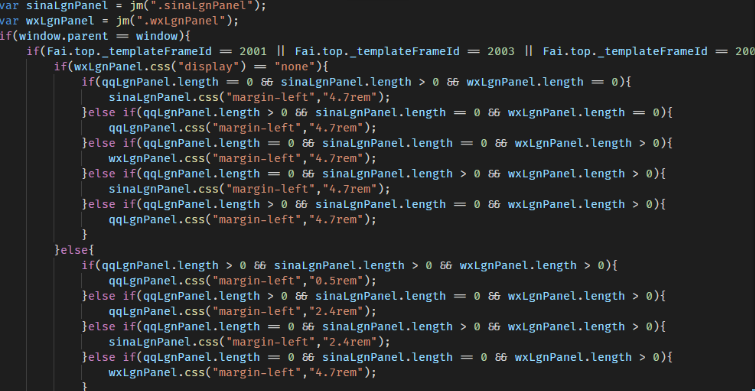 var sinaLgnPanel = jm(".sinaLgnPanel");
var wxLgnPanel = jm(".wxLgnPanel");
if(window.parent == window){
if(Fai.top._templateFrameId == 2001 || Fai.top._templateFrameId == 2003 || Fai.top._templateFrameId == 200
if(wxLgnPanel.css("display") == "none"){
if(qqLgnPanel.length == 0 && sinaLgnPanel.length > 0 && wxLgnPanel.length == 0){
sinaLgnPanel.css("margin-left","4.7rem");
}else if(qqLgnPanel.length > 0 && sinaLgnPanel.length == 0 && wxLgnPanel.length == 0){
qqLgnPanel.css("margin-left","4.7rem");
}else if(qqLgnPanel.length == 0 && sinaLgnPanel.length == 0 && wxLgnPanel.length > 0){
wxLgnPanel.css("margin-left","4.7rem");
}else if(qqLgnPanel.length == 0 && sinaLgnPanel.length > 0 && wxLgnPanel.length > 0){
sinaLgnPanel.css("margin-left","4.7rem");
}else if(qqLgnPanel.length > 0 && sinaLgnPanel.length == 0 && wxLgnPanel.length > 0){
qqLgnPanel.css("margin-left","4.7rem");
}
}else{
if(qqLgnPanel.length > 0 && sinaLgnPanel.length > 0 && wxLgnPanel.length > 0){
qqLgnPanel.css("margin-left","0.5rem");
}else if(qqLgnPanel.length > 0 && sinaLgnPanel.length == 0 && wxLgnPanel.length > 0){
qqLgnPanel.css("margin-left","2.4rem");
}else if(qqLgnPanel.length == 0 && sinaLgnPanel.length > 0 && wxLgnPanel.length > 0){
sinaLgnPanel.css("margin-left","2.4rem");
}else if(qqLgnPanel.length == 0 && sinaLgnPanel.length == 0 && wxLgnPanel.length > 0){
wxLgnPanel.css("margin-left","4.7rem");
}